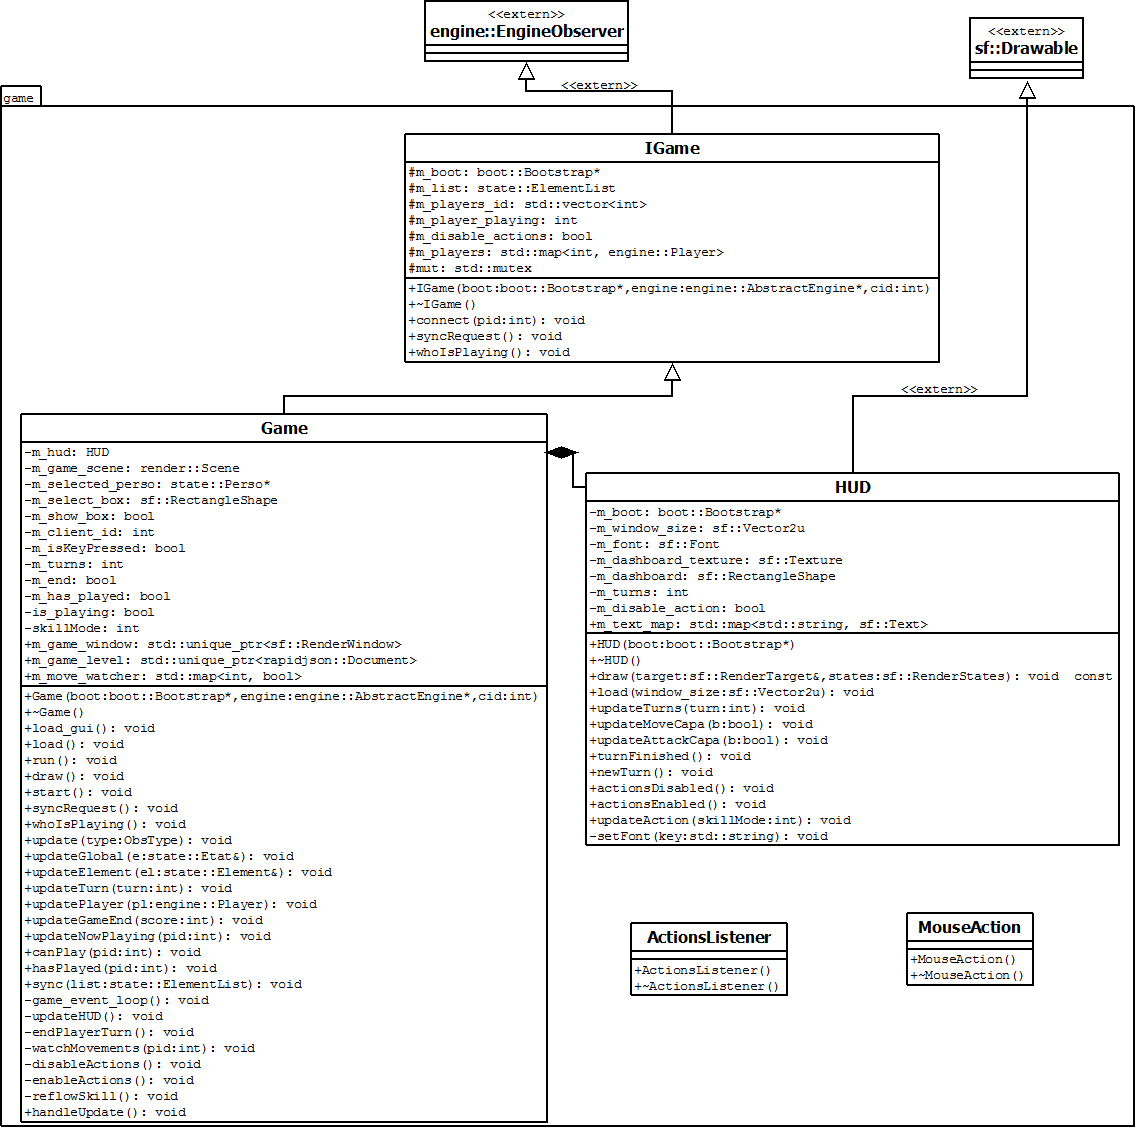 <<extern>>
engine::EngineObserver
<<extern>>
sf::Drawable
<<extern>>
game
IGame
#m_boot: boot::Bootstrap*
#m_list: state::ElementList
#m_players_id: std::vector<int>
#m_player_playing: int
#m_disable_actions: bool
#m_players: std::map<int, engine::Player>
#mut: std::mutex
+IGame(boot:boot::Bootstrap*,engine:engine::AbstractEngine*,cid:int)
+~IGame()
+connect(pid:int): void
+syncRequest(): void
+whoIsPlaying(): void
<<extern>>
Game
-m_hud: HUD
-m_game_scene: render::Scene
-m_selected_perso: state::Perso*
-m_select_box: sf::RectangleShape
-m_show_box: bool
-m_client_id: int
-m_isKeyPressed: bool
-m_turns: int
-m_end: bool
-m_has_played: bool
-is_playing: bool
-skillMode: int
+m_game_window: std::unique_ptr<sf::RenderWindow>
+m_game_level: std::unique_ptr<rapidjson::Document>
+m_move_watcher: std::map<int, bool>
+Game(boot:boot::Bootstrap*,engine:engine::AbstractEngine*,cid:int)
+~Game()
+load_gui(): void
+load(): void
+run(): void
+draw(): void
+start(): void
+syncRequest(): void
+whoIsPlaying(): void
+update(type:ObsType): void
+updateGlobal(e:state::Etat&): void
+updateElement(el:state::Element&): void
+updateTurn(turn:int): void
+updatePlayer(pl:engine::Player): void
+updateGameEnd(score:int): void
+updateNowPlaying(pid:int): void
+canPlay(pid:int): void
+hasPlayed(pid:int): void
+sync(list:state::ElementList): void
-game_event_loop(): void
-updateHUD(): void
-endPlayerTurn(): void
-watchMovements(pid:int): void
-disableActions(): void
-enableActions(): void
-reflowSkill(): void
+handleUpdate(): void
HUD
-m_boot: boot::Bootstrap*
-m_window_size: sf::Vector2u
-m_font: sf::Font
-m_dashboard_texture: sf::Texture
-m_dashboard: sf::RectangleShape
-m_turns: int
-m_disable_action: bool
+m_text_map: std::map<std::string, sf::Text>
+HUD(boot:boot::Bootstrap*)
+~HUD()
+draw(target:sf::RenderTarget&,states:sf::RenderStates): void const
+load(window_size:sf::Vector2u): void
+updateTurns(turn:int): void
+updateMoveCapa(b:bool): void
+updateAttackCapa(b:bool): void
+turnFinished(): void
+newTurn(): void
+actionsDisabled(): void
+actionsEnabled(): void
+updateAction(skillMode:int): void
-setFont(key:std::string): void
ActionsListener
+ActionsListener()
+~ActionsListener()
MouseAction
+MouseAction()
+~MouseAction()